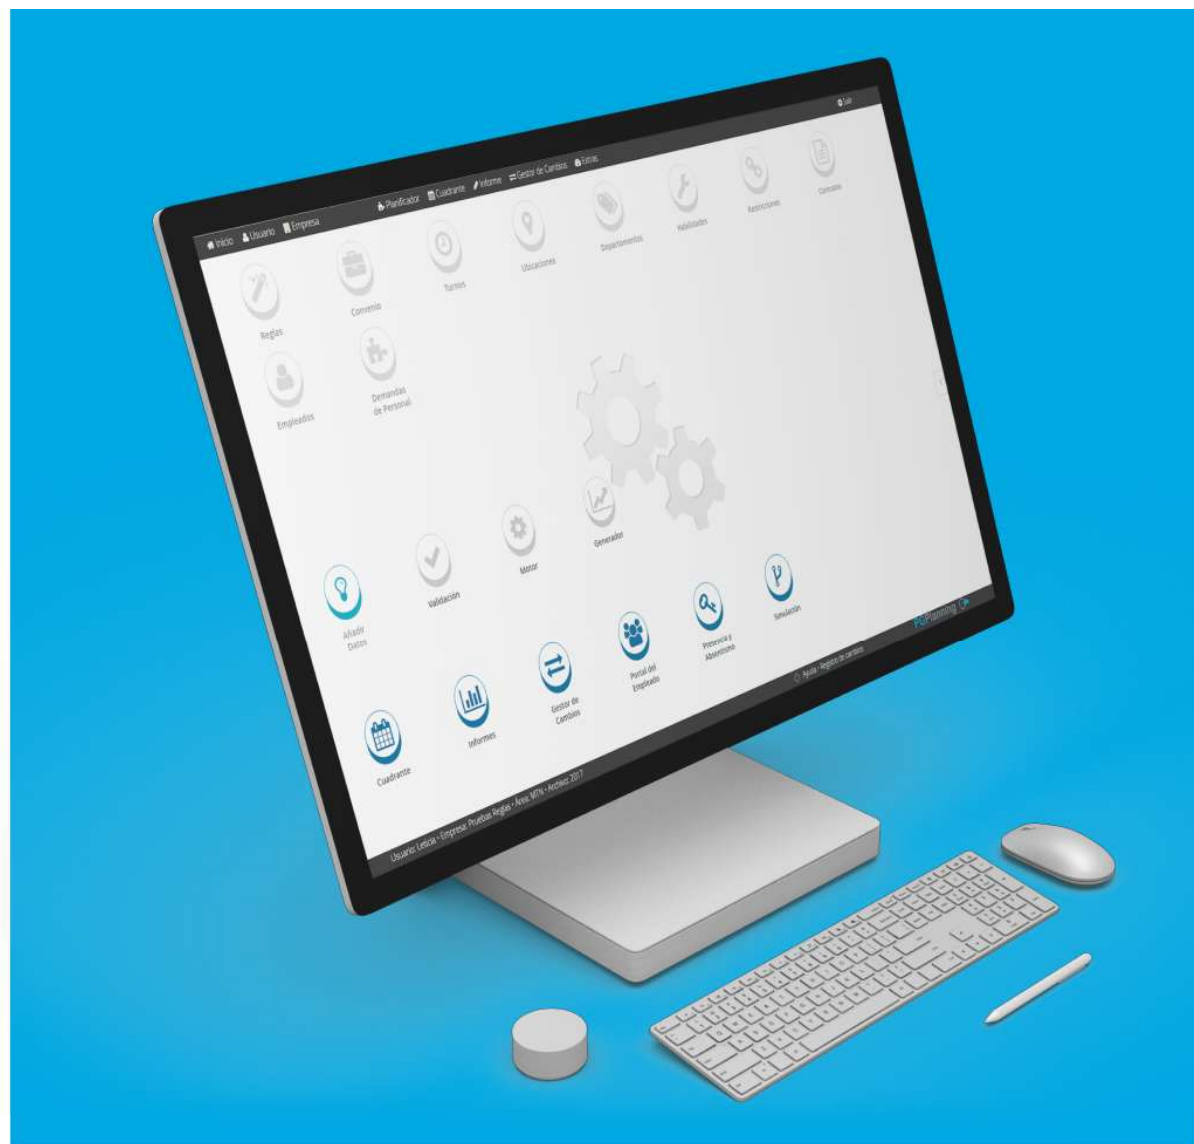 Inicio Usuario Empresa Planificador Cuadrante Informe Gestor de Cambios Extras Salir
Reglas Convenio Turnos Ubicaciones Departamentos Habilidades Restricciones Contratos
Empleados
Demandas
de Personal
Añadir
Datos
Validación
Motor
Generador
Cuadrante
Informes
Gestor de
Cambios
Portal del
Empleado
Presencia y
Absentismo
Simulación
PGPlanning
Usuario: Leticia • Empresa: Pruebas Reglas • Área: MTN • Archivo: 2017
Ayuda - Registro de cambios